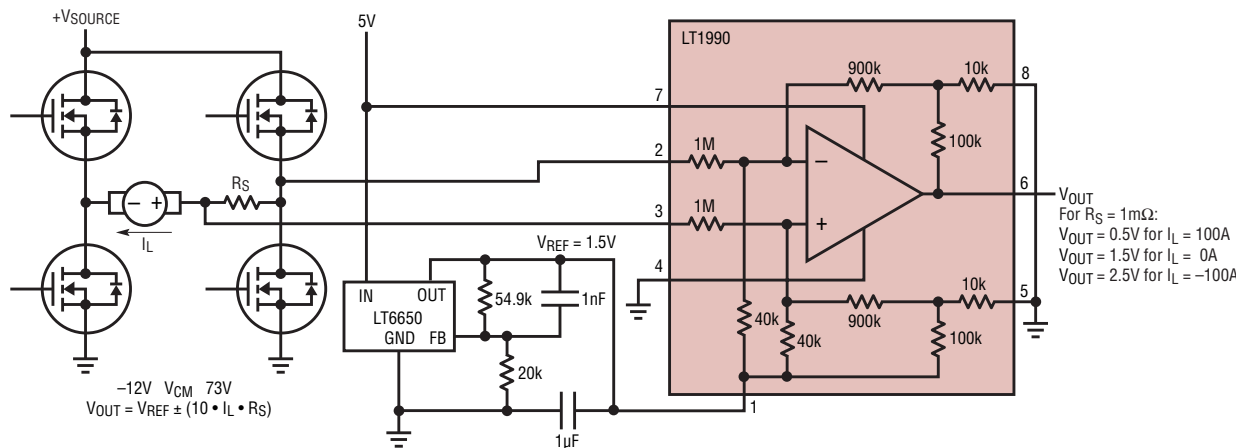 +VSOURCE
5V
LT1990
900k
10k
8
7
100k
2
1M
−
6
VOUT
For RS = 1mΩ:
VOUT = 0.5V for IL = 100A
VOUT = 1.5V for IL = 0A
VOUT = 2.5V for IL = –100A
− +
RS
IL
3
1M
+
VREF = 1.5V
4
IN
OUT
LT6650
GND
FB
54.9k
1nF
20k
1µF
40k
40k
900k
10k
5
100k
1
–12V VCM 73V
VOUT = VREF ± (10 • IL • RS)